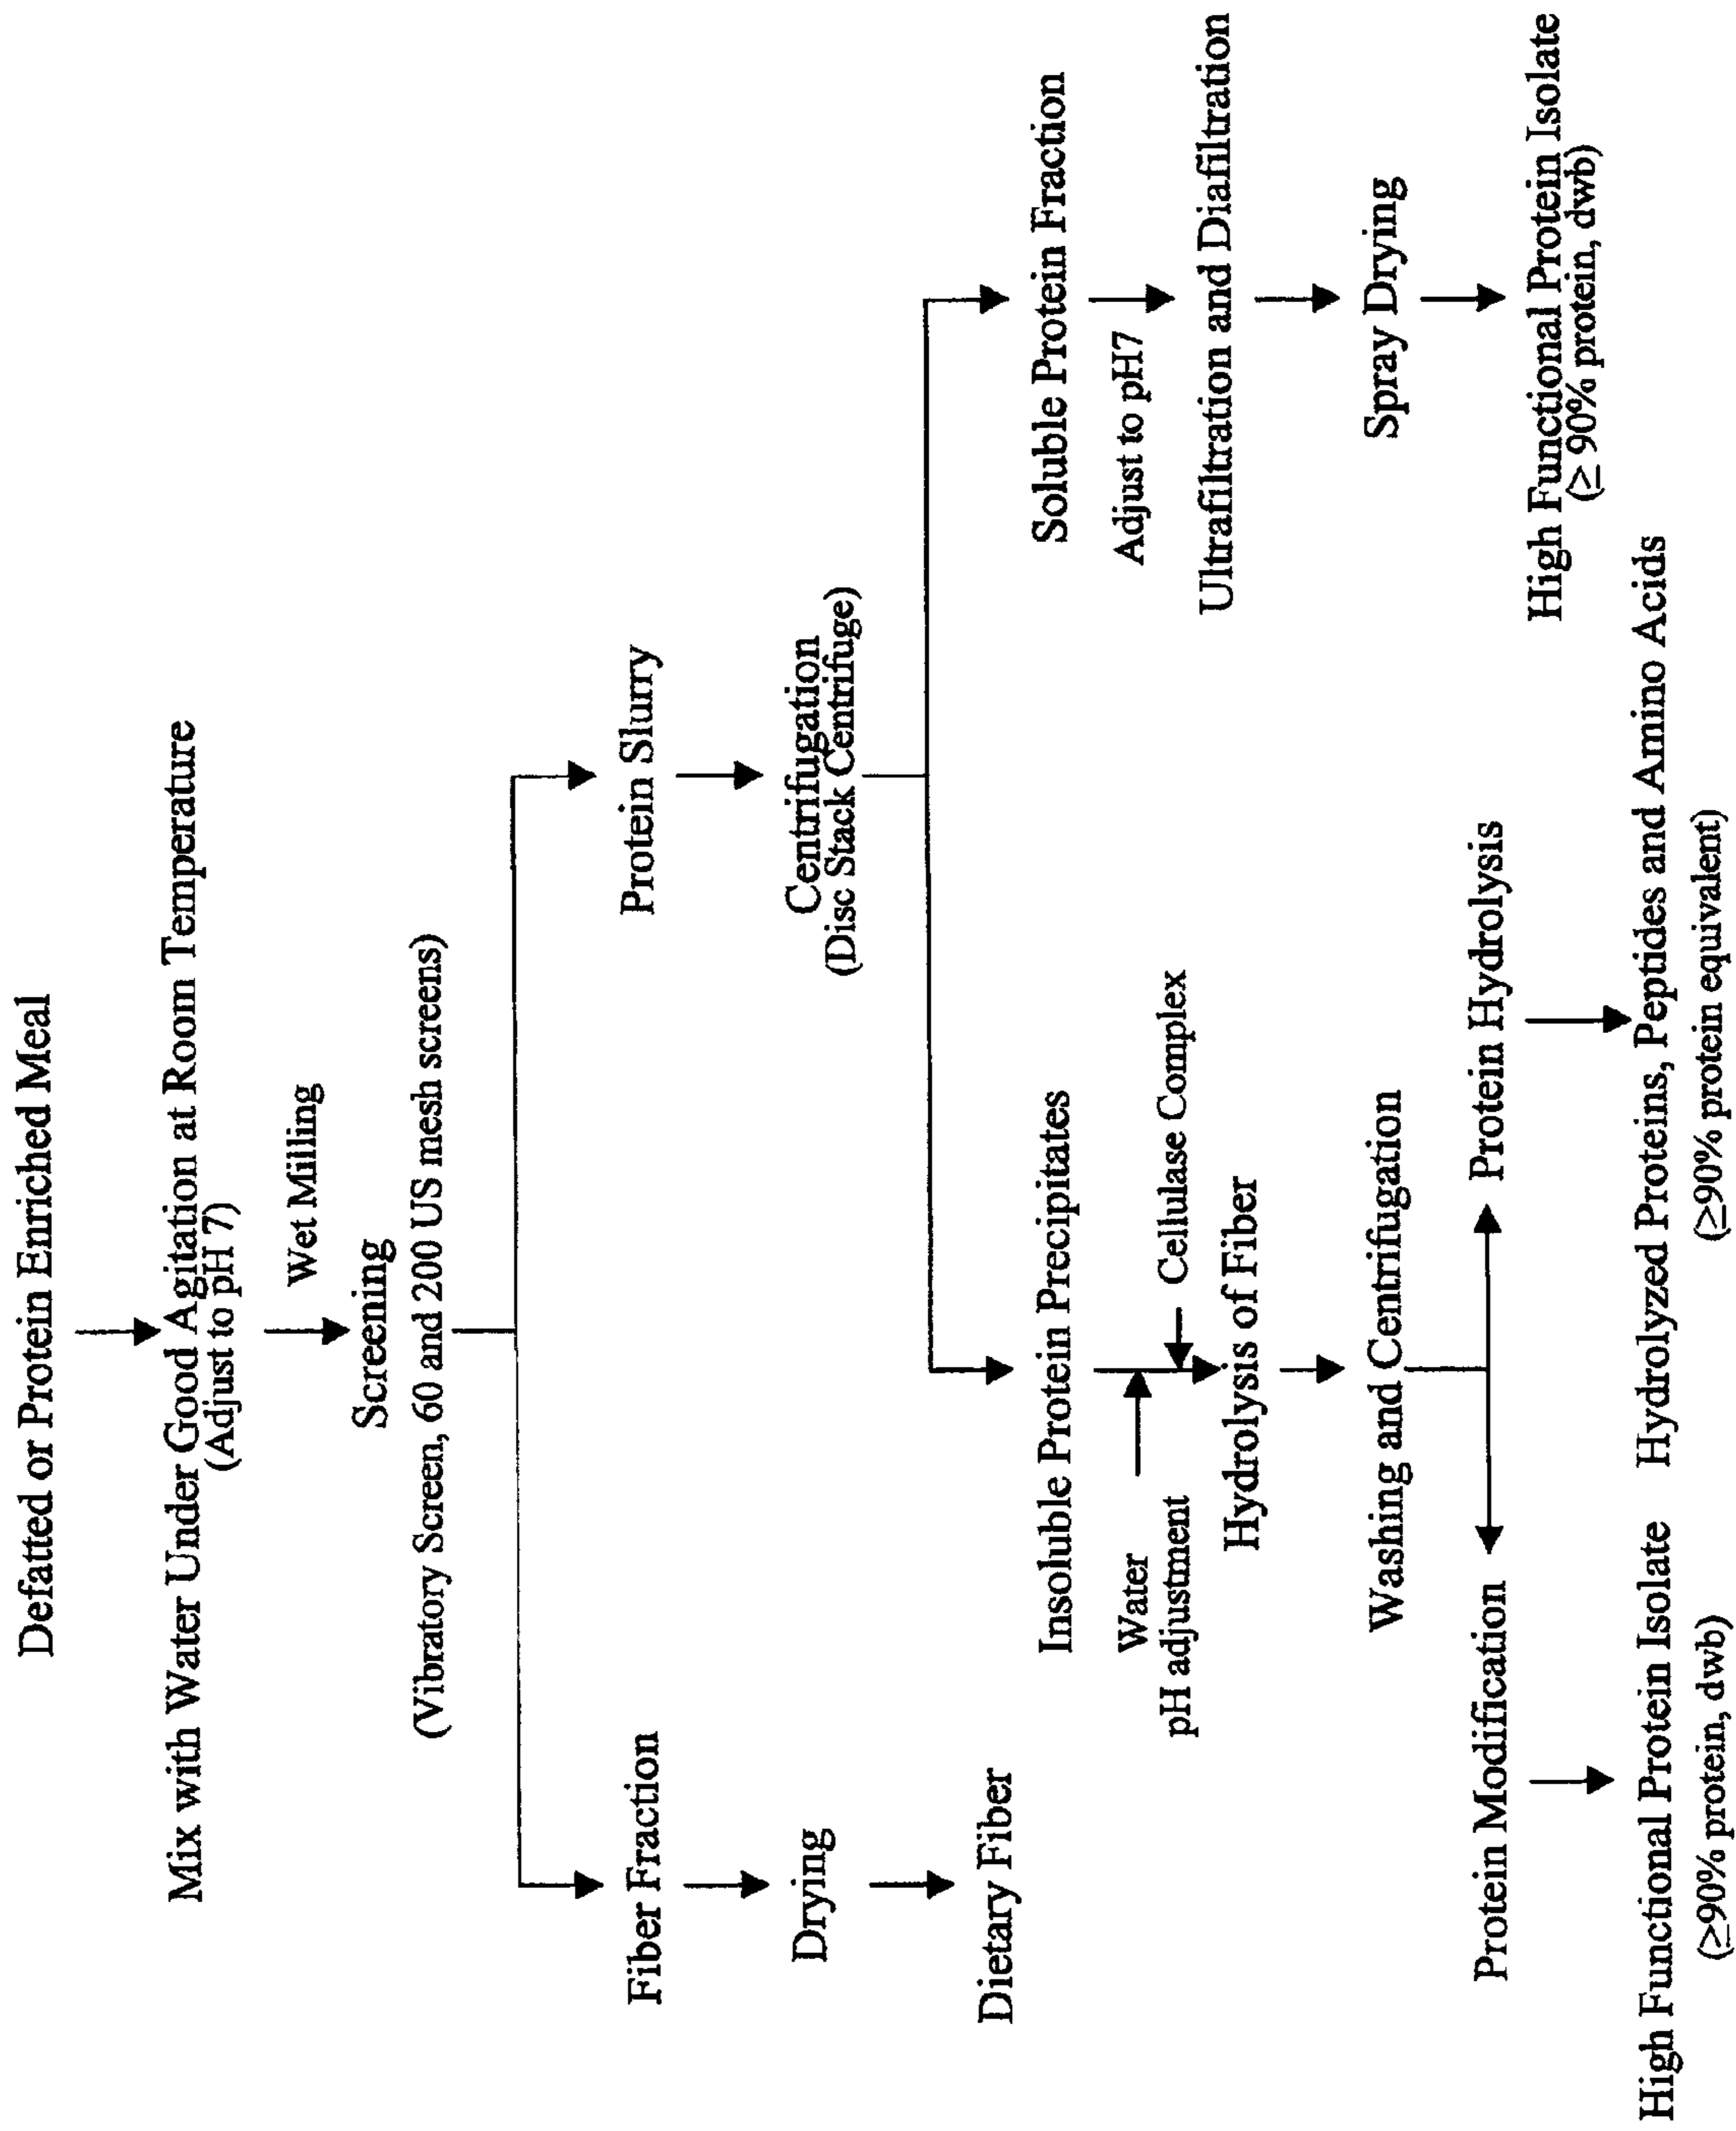 Defatted or Protein Enriched Meal
Mix with Water Under Good Agitation at Room Temperature
(Adjust to pH 7)
Wet Milling
Screening
(Vibratory Screen, 60 and 200 US mesh screens)
Fiber Fraction
Protein Slurry
Drying
Centrifugation
(Disc Stack Centrifuge)
Dietary Fiber
Insoluble Protein Precipitates
Soluble Protein Fraction
Water
pH adjustment
Cellulase Complex
Adjust to pH7
Hydrolysis of Fiber
Ultrafiltration and Diafiltration
Washing and Centrifugation
Spray Drying
Protein Modification
Protein Hydrolysis
High Functional Protein Isolate
(≥ 90% protein, dwb)
High Functional Protein Isolate
(≥90% protein, dwb)
Hydrolyzed Proteins, Peptides and Amino Acids
(≥90% protein equivalent)